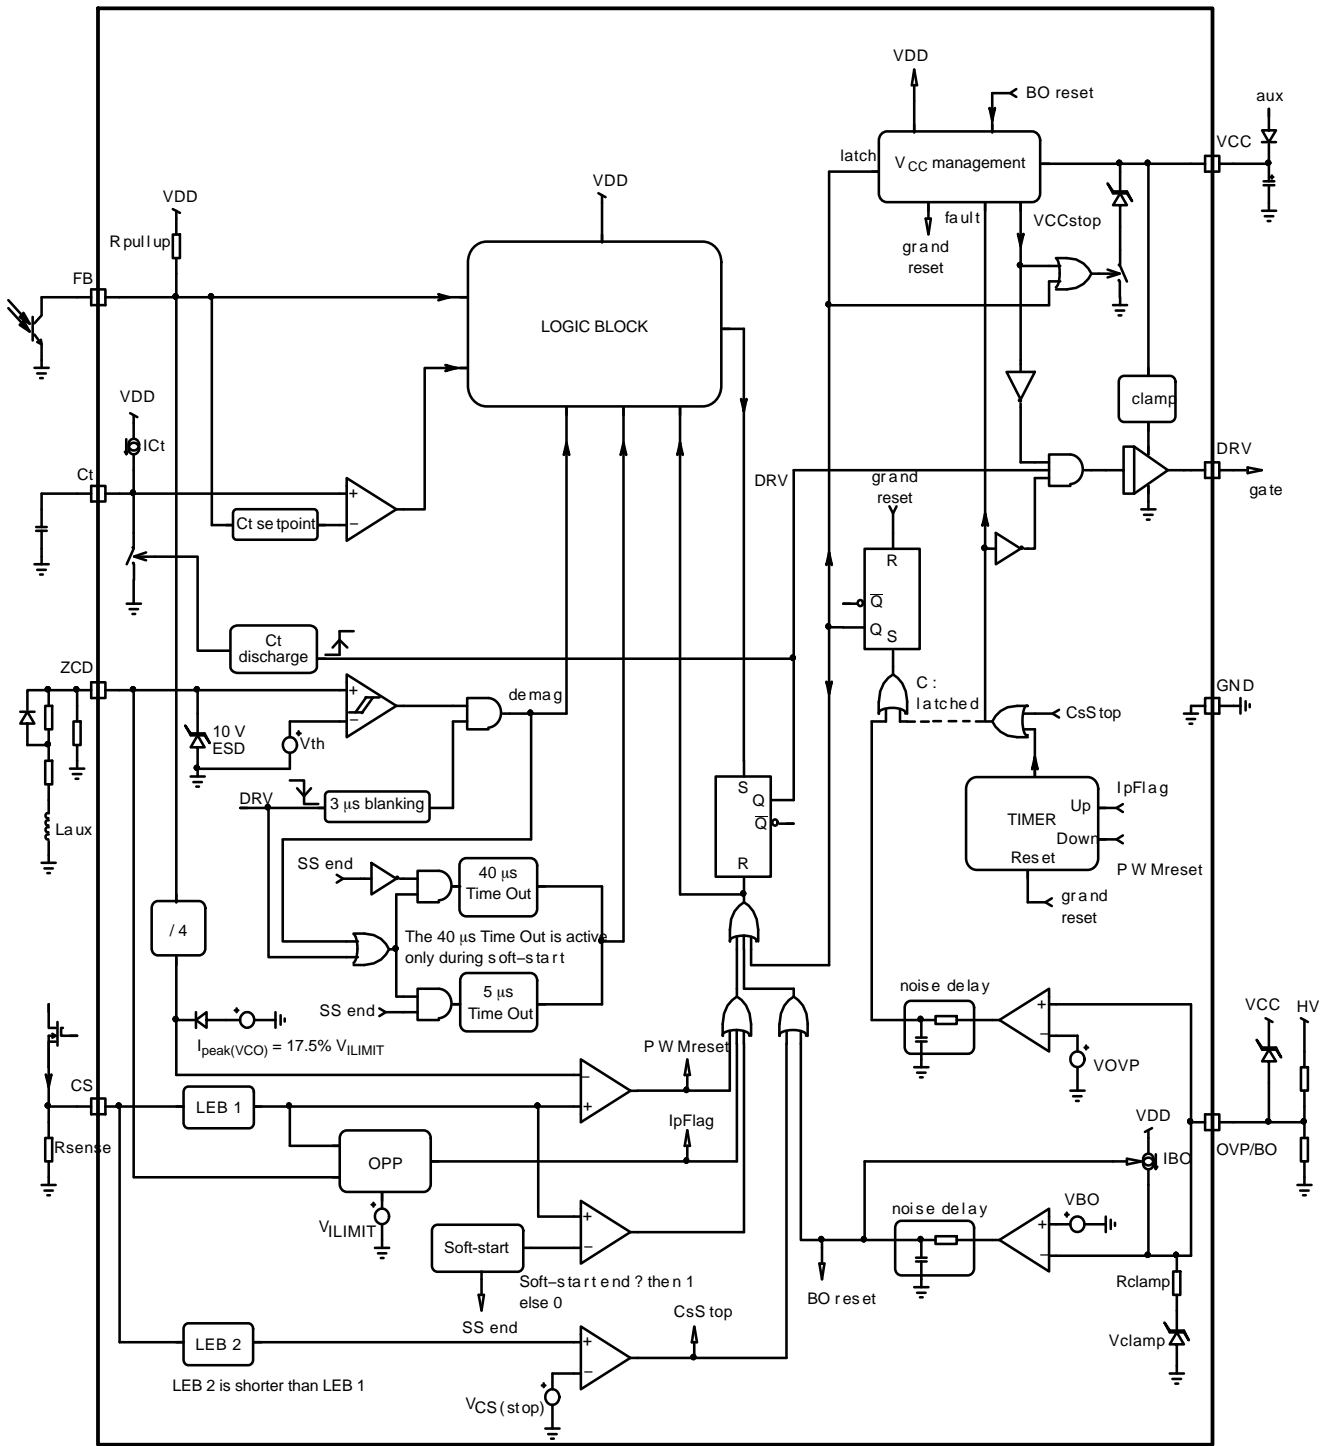 VDD
BO reset
aux
VCC
latch
VCC management
VDD
VDD
fault
VCCstop
grand
reset
Rpullup
FB
LOGIC BLOCK
VDD
clamp
ICt
DRV
Ct
grand
reset
DRV
gate
Ct setpoint
R
Q
Q
S
Ct
discharge
ZCD
GND
demag
C:
latched
CsStop
10 V
ESD
Vth
S
Q
IpFlag
DRV
3 μs blanking
Up
Laux
Q
TIMER
Down
SS end
40 μs
Time Out
R
Reset
PWMreset
grand
reset
/ 4
The 40 μs Time Out is active
only during soft–start
noise delay
5 μs
Time Out
SS end
VCC
HV
Ipeak(VCO) = 17.5% VILIMIT
PWMreset
VOVP
CS
LEB 1
IpFlag
VDD
Rsense
OPP
OVP/BO
IBO
noise delay
VBO
VILIMIT
Soft-start
Soft–start end ? then 1
else 0
Rclamp
BO reset
CsStop
SS end
LEB 2
Vclamp
LEB 2 is shorter than LEB 1
VCS(stop)